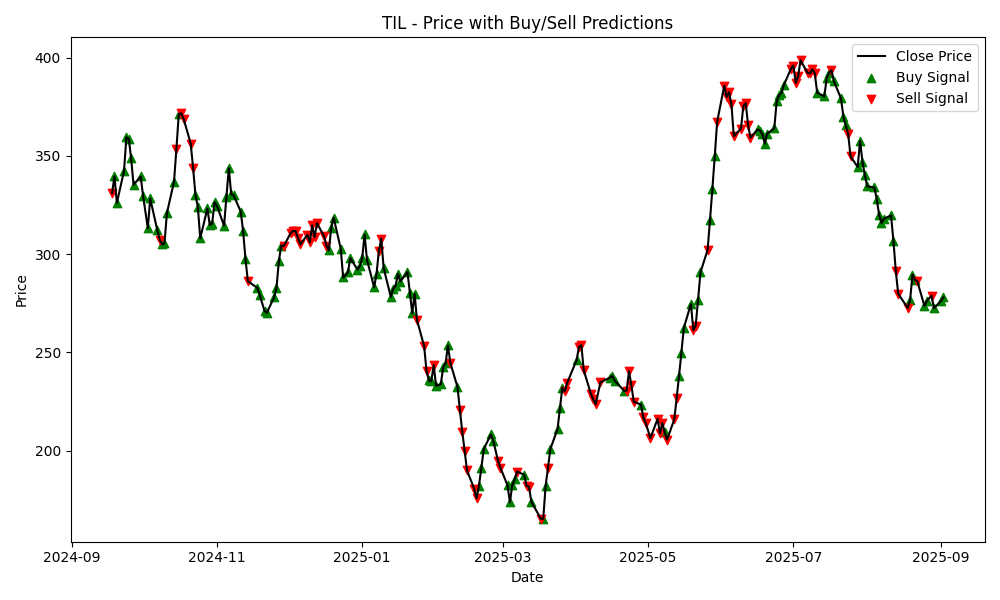 TIL - Price with Buy/Sell Predictions
Close Price
Buy Signal
Sell Signal
Price
400
350
300
250
200
2024-09
2024-11
2025-01
2025-03
2025-05
2025-07
2025-09
Date